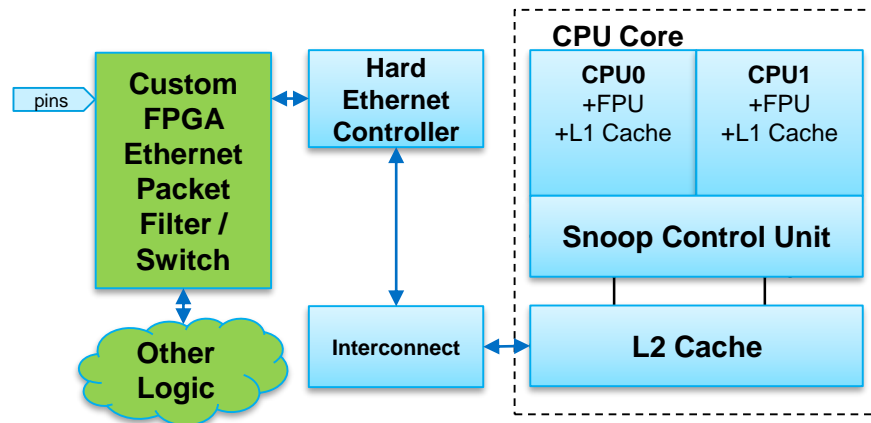 pins
Custom
FPGA
Ethernet
Packet
Filter /
Switch
Other
Logic
Hard
Ethernet
Controller
Interconnect
CPU Core
CPU0
+FPU
+L1 Cache
CPU1
+FPU
+L1 Cache
Snoop Control Unit
L2 Cache